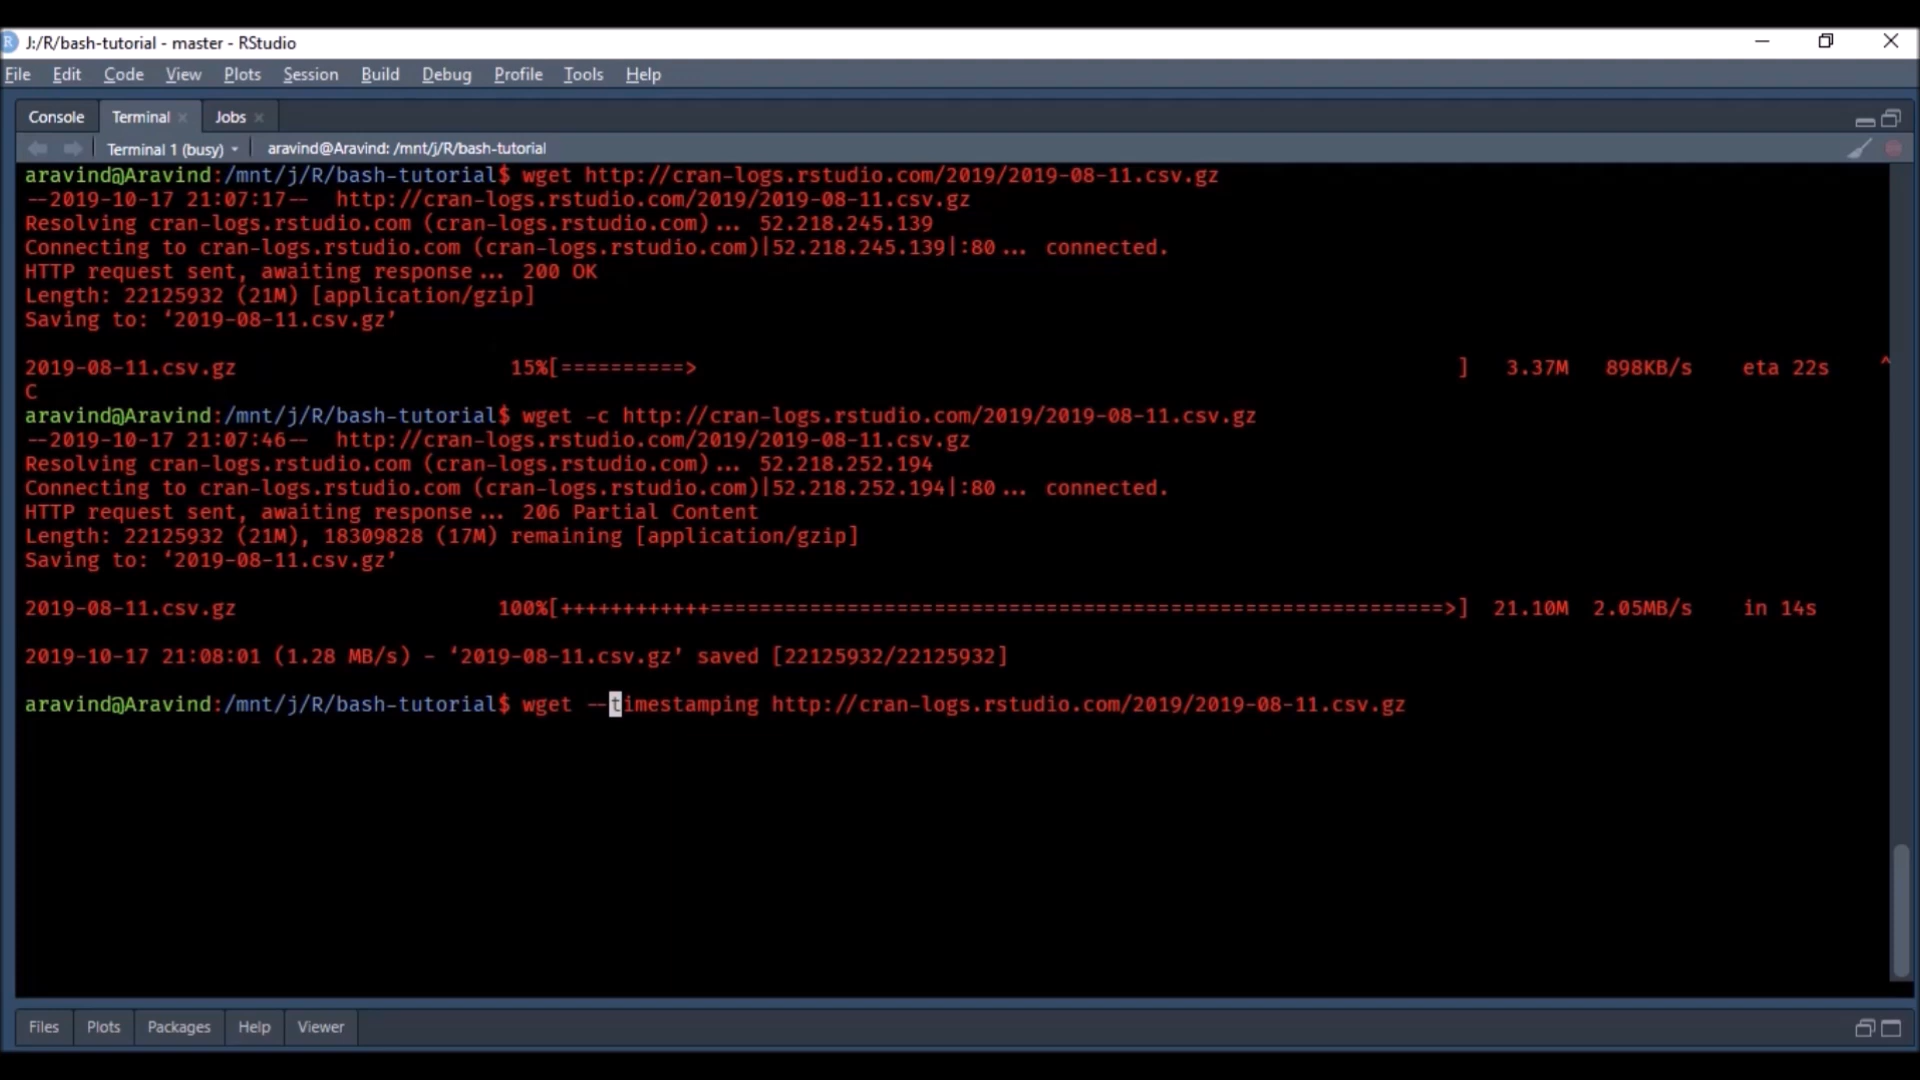 J:/R/bash-tutorial - master - RStudio
File Edit Code View Plots Session Build Debug Profile Tools Help
Console Terminal Jobs
Terminal 1 (busy) aravind@Aravind: /mnt/j/R/bash-tutorial
aravind@Aravind:/mnt/j/R/bash-tutorial$ wget http://cran-logs.rstudio.com/2019/2019-08-11.csv.gz
--2019-10-17 21:07:17-- http://cran-logs.rstudio.com/2019/2019-08-11.csv.gz
Resolving cran-logs.rstudio.com (cran-logs.rstudio.com)... 52.218.245.139
Connecting to cran-logs.rstudio.com (cran-logs.rstudio.com)|52.218.245.139|:80... connected.
HTTP request sent, awaiting response... 200 OK
Length: 22125932 (21M) [application/gzip]
Saving to: ‘2019-08-11.csv.gz’
2019-08-11.csv.gz 15%[==========> ] 3.37M 898KB/s eta 22s ^
C
aravind@Aravind:/mnt/j/R/bash-tutorial$ wget -c http://cran-logs.rstudio.com/2019/2019-08-11.csv.gz
--2019-10-17 21:07:46-- http://cran-logs.rstudio.com/2019/2019-08-11.csv.gz
Resolving cran-logs.rstudio.com (cran-logs.rstudio.com)... 52.218.252.194
Connecting to cran-logs.rstudio.com (cran-logs.rstudio.com)|52.218.252.194|:80... connected.
HTTP request sent, awaiting response... 206 Partial Content
Length: 22125932 (21M), 18309828 (17M) remaining [application/gzip]
Saving to: ‘2019-08-11.csv.gz’
2019-08-11.csv.gz 100%[++++++++++++===========================================================>] 21.10M 2.05MB/s in 14s
2019-10-17 21:08:01 (1.28 MB/s) - ‘2019-08-11.csv.gz’ saved [22125932/22125932]
aravind@Aravind:/mnt/j/R/bash-tutorial$ wget --timestamping http://cran-logs.rstudio.com/2019/2019-08-11.csv.gz
Files Plots Packages Help Viewer